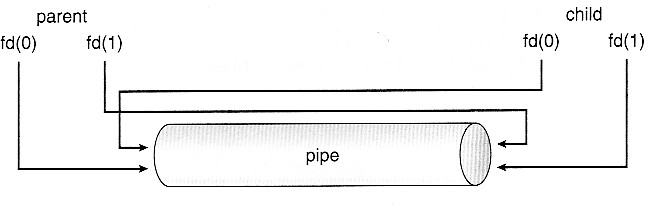 parent child
fd(0) fd(1) fd(0) fd(1)
pipe